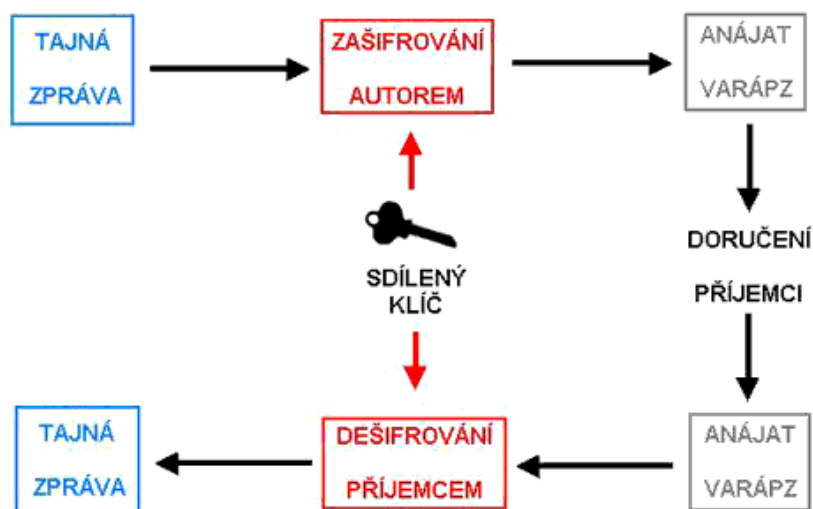 TAJNÁ
ZPRÁVA
ZAŠIFROVÁNÍ
AUTOREM
ANÁJAT
VARÁPZ
SDÍLENÝ
KLÍČ
DORUČENÍ
PŘÍJEMCI
TAJNÁ
ZPRÁVA
DEŠIFROVÁNÍ
PŘÍJEMCEM
ANÁJAT
VARÁPZ